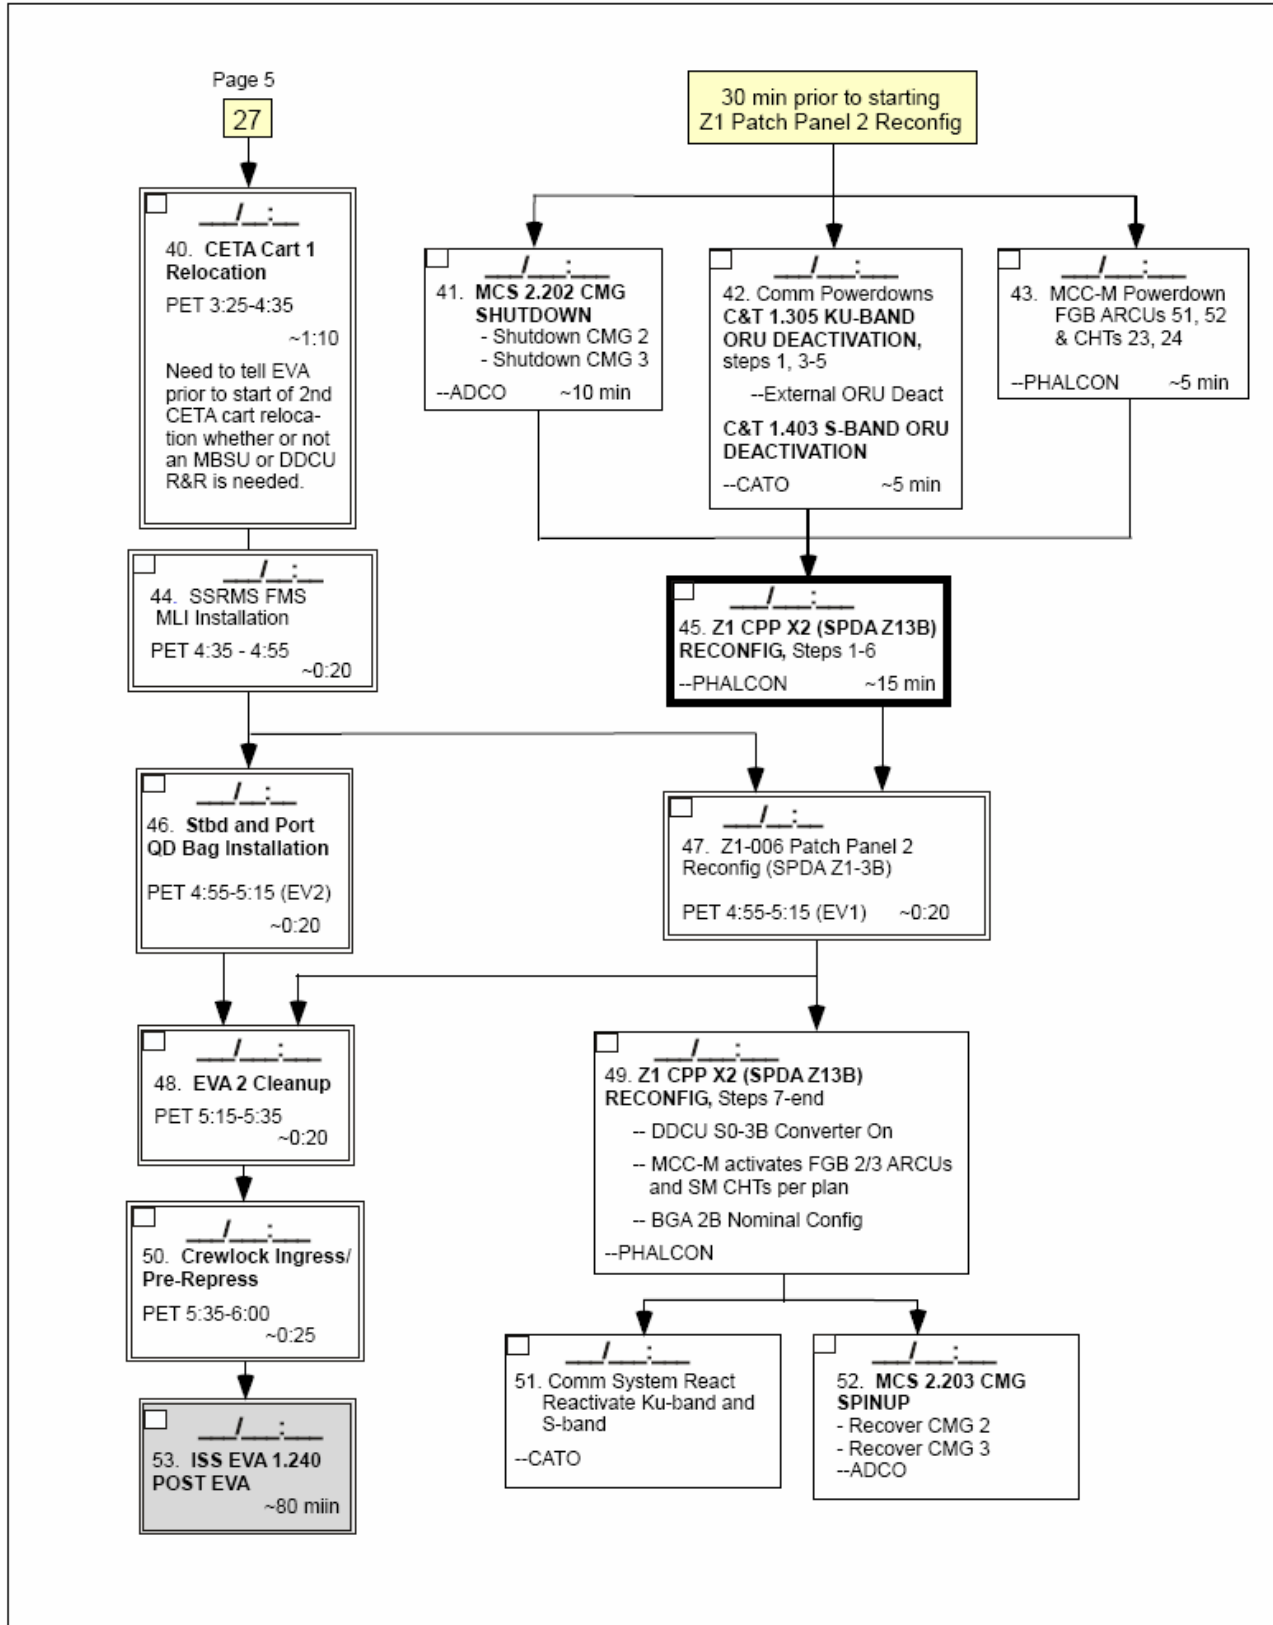 Page 5
27
30 min prior to starting
Z1 Patch Panel 2 Reconfig
___/__:__
40. CETA Cart 1
Relocation
PET 3:25-4:35
~1:10
Need to tell EVA
prior to start of 2nd
CETA cart reloca-
tion whether or not
an MBSU or DDCU
R&R is needed.
___/___:___
41. MCS 2.202 CMG
SHUTDOWN
- Shutdown CMG 2
- Shutdown CMG 3
--ADCO ~10 min
___/___:___
42. Comm Powerdowns
C&T 1.305 KU-BAND
ORU DEACTIVATION,
steps 1, 3-5
--External ORU Deact
C&T 1.403 S-BAND ORU
DEACTIVATION
--CATO ~5 min
___/___:___
43. MCC-M Powerdown
FGB ARCUs 51, 52
& CHTs 23, 24
--PHALCON ~5 min
___/__:__
44. SSRMS FMS
MLI Installation
PET 4:35 - 4:55
~0:20
___/___:___
45. Z1 CPP X2 (SPDA Z13B)
RECONFIG, Steps 1-6
--PHALCON ~15 min
___/__:__
46. Stbd and Port
QD Bag Installation
PET 4:55-5:15 (EV2)
~0:20
___/__:__
47. Z1-006 Patch Panel 2
Reconfig (SPDA Z1-3B)
PET 4:55-5:15 (EV1) ~0:20
___/___:___
48. EVA 2 Cleanup
PET 5:15-5:35
~0:20
___/___:___
49. Z1 CPP X2 (SPDA Z13B)
RECONFIG, Steps 7-end
-- DDCU S0-3B Converter On
-- MCC-M activates FGB 2/3 ARCUs
and SM CHTs per plan
-- BGA 2B Nominal Config
--PHALCON
___/___:___
50. Crewlock Ingress/
Pre-Repress
PET 5:35-6:00
~0:25
___/___:___
51. Comm System React
Reactivate Ku-band and
S-band
--CATO
___/___:___
52. MCS 2.203 CMG
SPINUP
- Recover CMG 2
- Recover CMG 3
--ADCO
___/___:___
53. ISS EVA 1.240
POST EVA
~80 miin